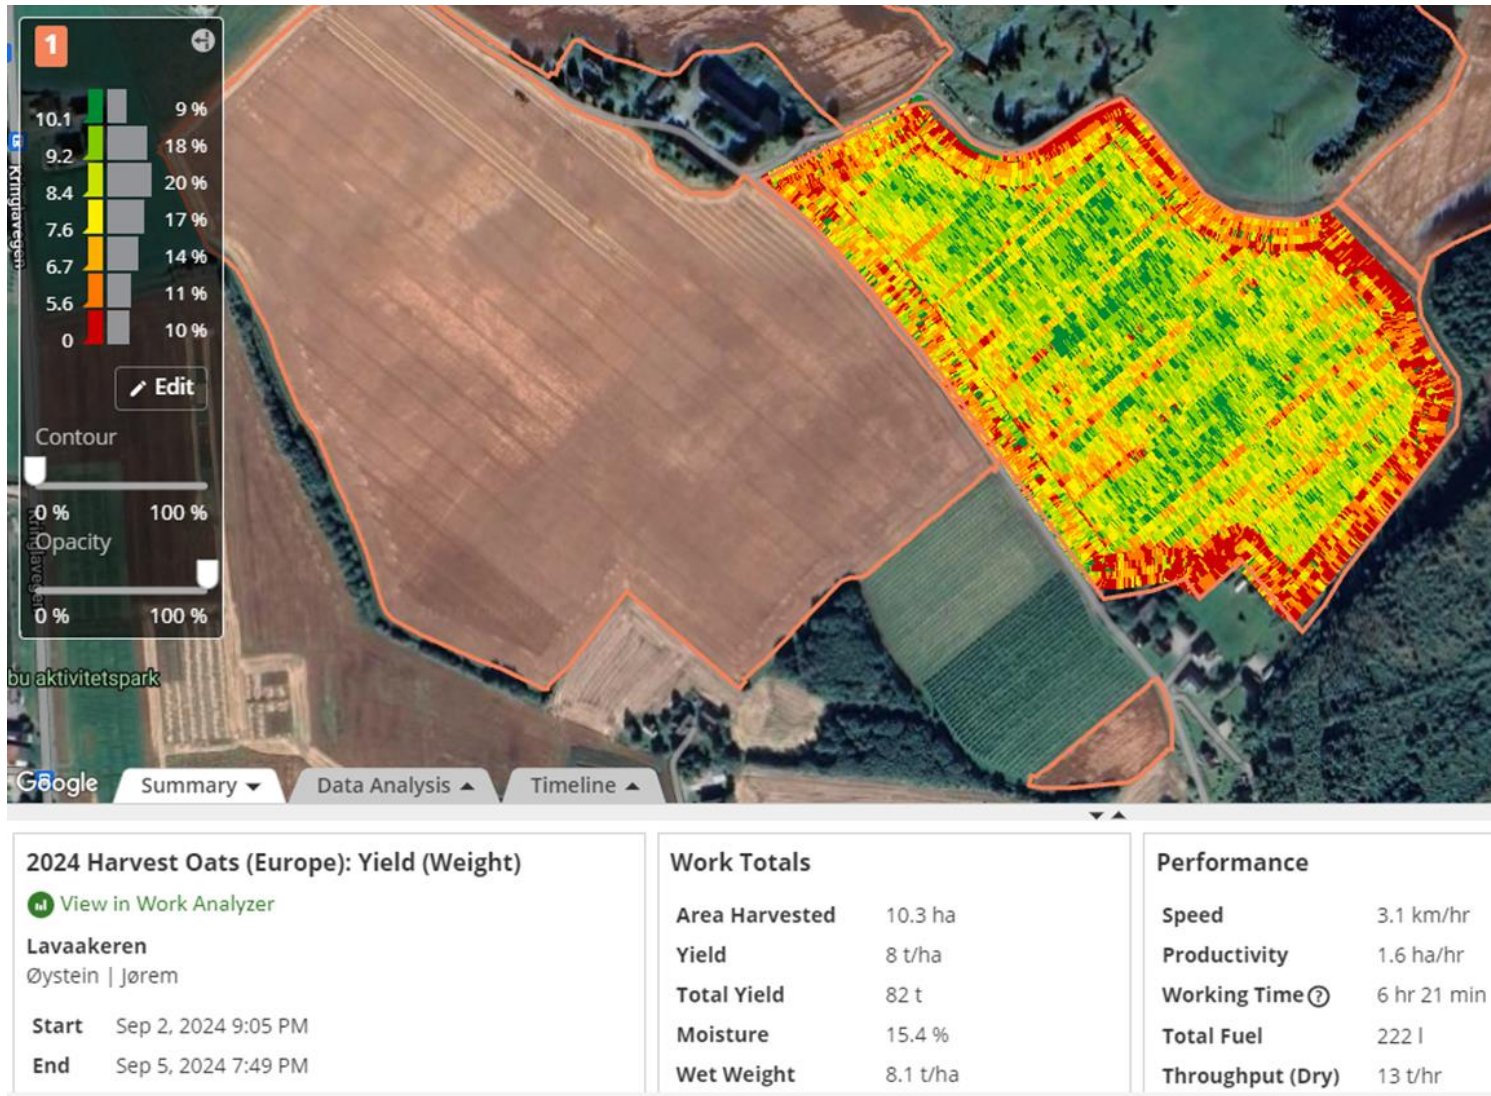 1
10.1
9 %
9.2
18 %
8.4
20 %
7.6
17 %
6.7
14 %
5.6
11 %
0
10 %
Edit
Contour
0 %
100 %
Opacity
0 %
100 %
Kringlavegen
Kringlavegen
bu aktivitetspark
Google
Summary
Data Analysis
Timeline
2024 Harvest Oats (Europe): Yield (Weight)
View in Work Analyzer
Lavaakeren
Øystein | Jørem
Start Sep 2, 2024 9:05 PM
End Sep 5, 2024 7:49 PM
Work Totals
Area Harvested 10.3 ha
Yield 8 t/ha
Total Yield 82 t
Moisture 15.4 %
Wet Weight 8.1 t/ha
Performance
Speed 3.1 km/hr
Productivity 1.6 ha/hr
Working Time ? 6 hr 21 min
Total Fuel 222 l
Throughput (Dry) 13 t/hr